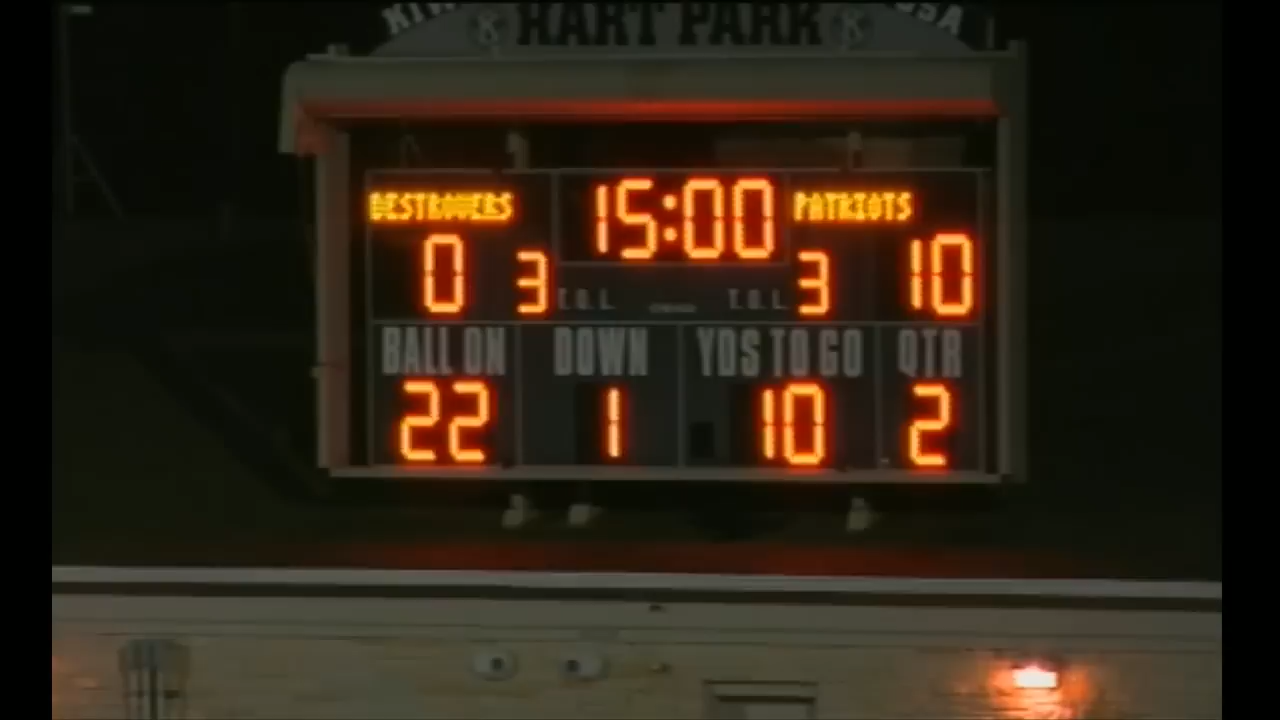 HART PARK
DESTROYERS 15:00 PATRIOTS
0 3 T.O.L. T.O.L. 3 10
BALL ON DOWN YDS TO GO QTR
22 1 10 2